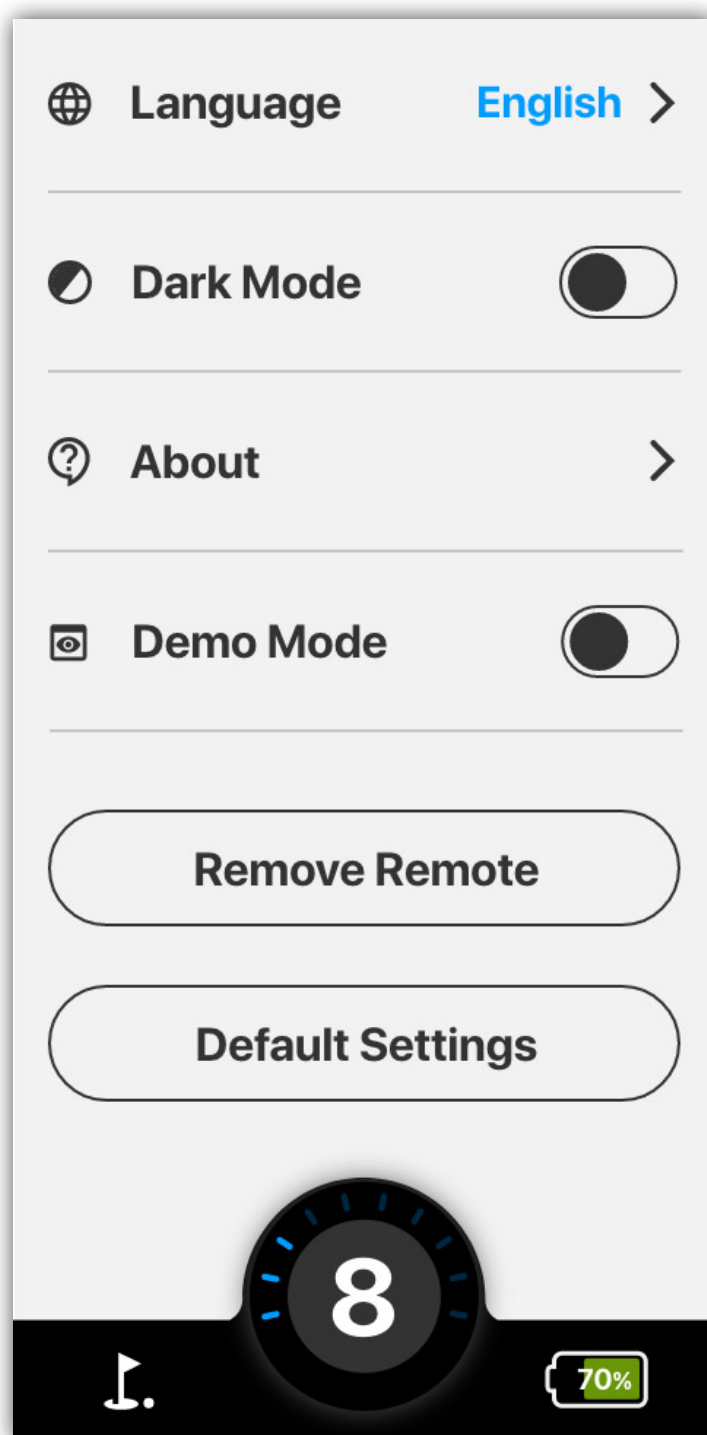 Language English
Dark Mode
About
Demo Mode
Remove Remote
Default Settings
8
70%